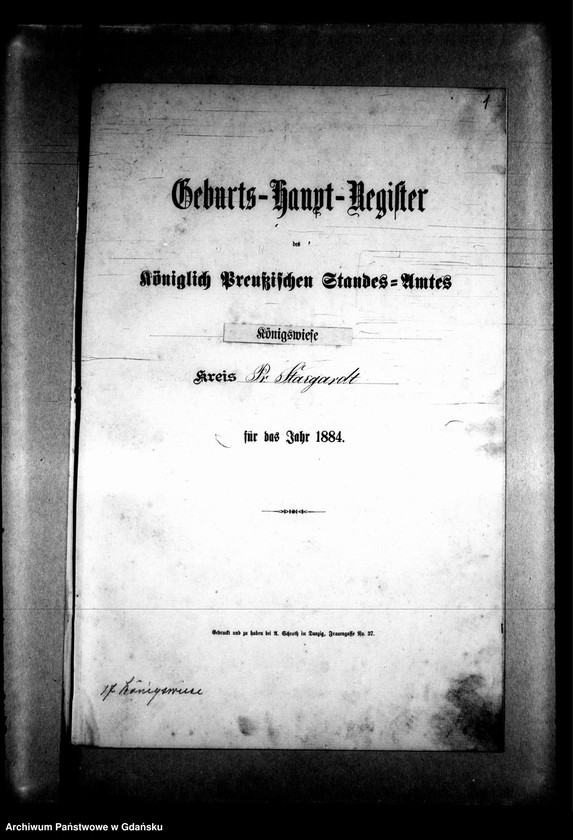 1
Geburts-Haupt-Register
des
Königlich Preußischen Standes-Amtes
Königswiese
Kreis Pr Stargardt
für das Jahr 1884.
Gedruckt und zu haben bei A. Schroth in Danzig, Frauengasse No. 37.
Königswiese
Archiwum Państwowe w Gdańsku